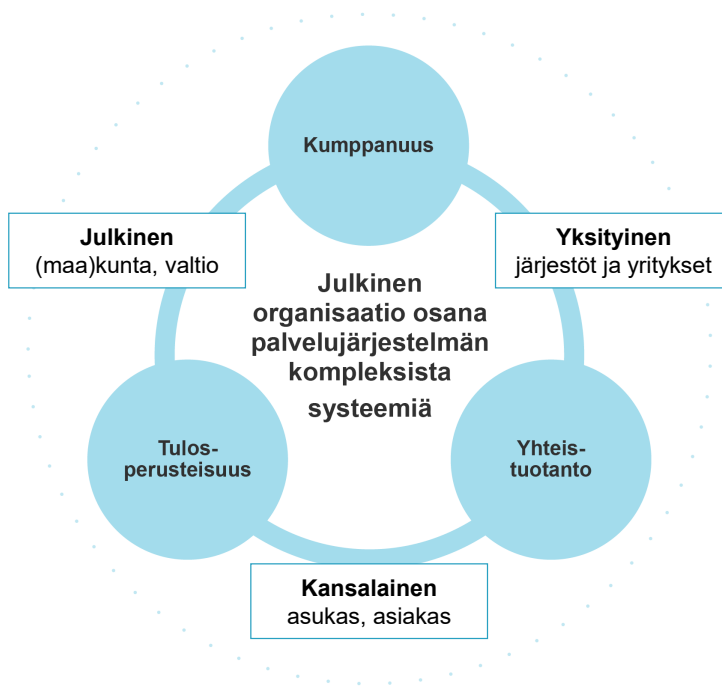 Kumppanuus
Julkinen
(maa)kunta, valtio
Yksityinen
järjestöt ja yritykset
Julkinen
organisaatio osana
palvelujärjestelmän
kompleksista
systeemiä
Tulos-
perusteisuus
Yhteis-
tuotanto
Kansalainen
asukas, asiakas